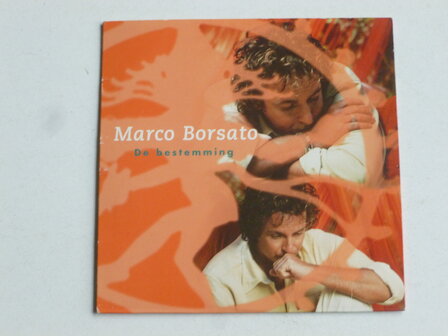 Marco Borsato
De bestemming